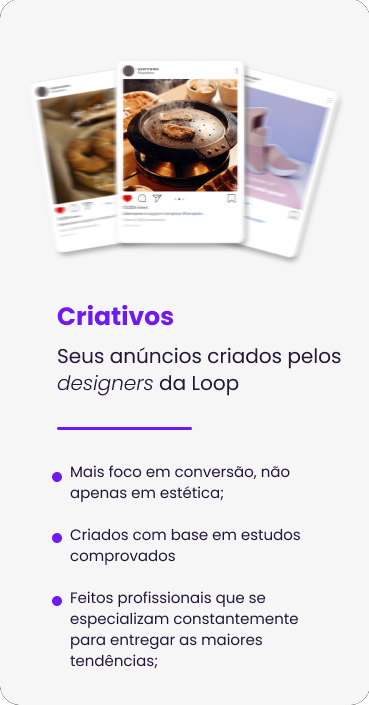 username
Criativos
Seus anúncios criados pelos
designers da Loop
Mais foco em conversão, não
apenas em estética;
Criados com base em estudos
comprovados
Feitos profissionais que se
especializam constantemente
para entregar as maiores
tendências;